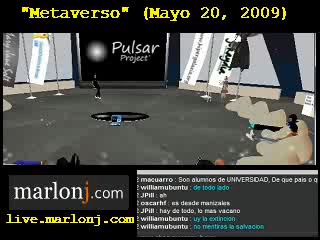 "Metaverso" (Mayo 20, 2009)
Pulsar
Project
macuarro : Son alumnos de UNIVERSIDAD, De que pais o q
williamubuntu : de todo lado
JPill : ah
oscarhf : es desde manizales
JPill : hay de todo, lo mas vacano
williamubuntu : uy la extincion
williamubuntu : no mentiras la salvacion
marlonj.com
live.marlonj.com